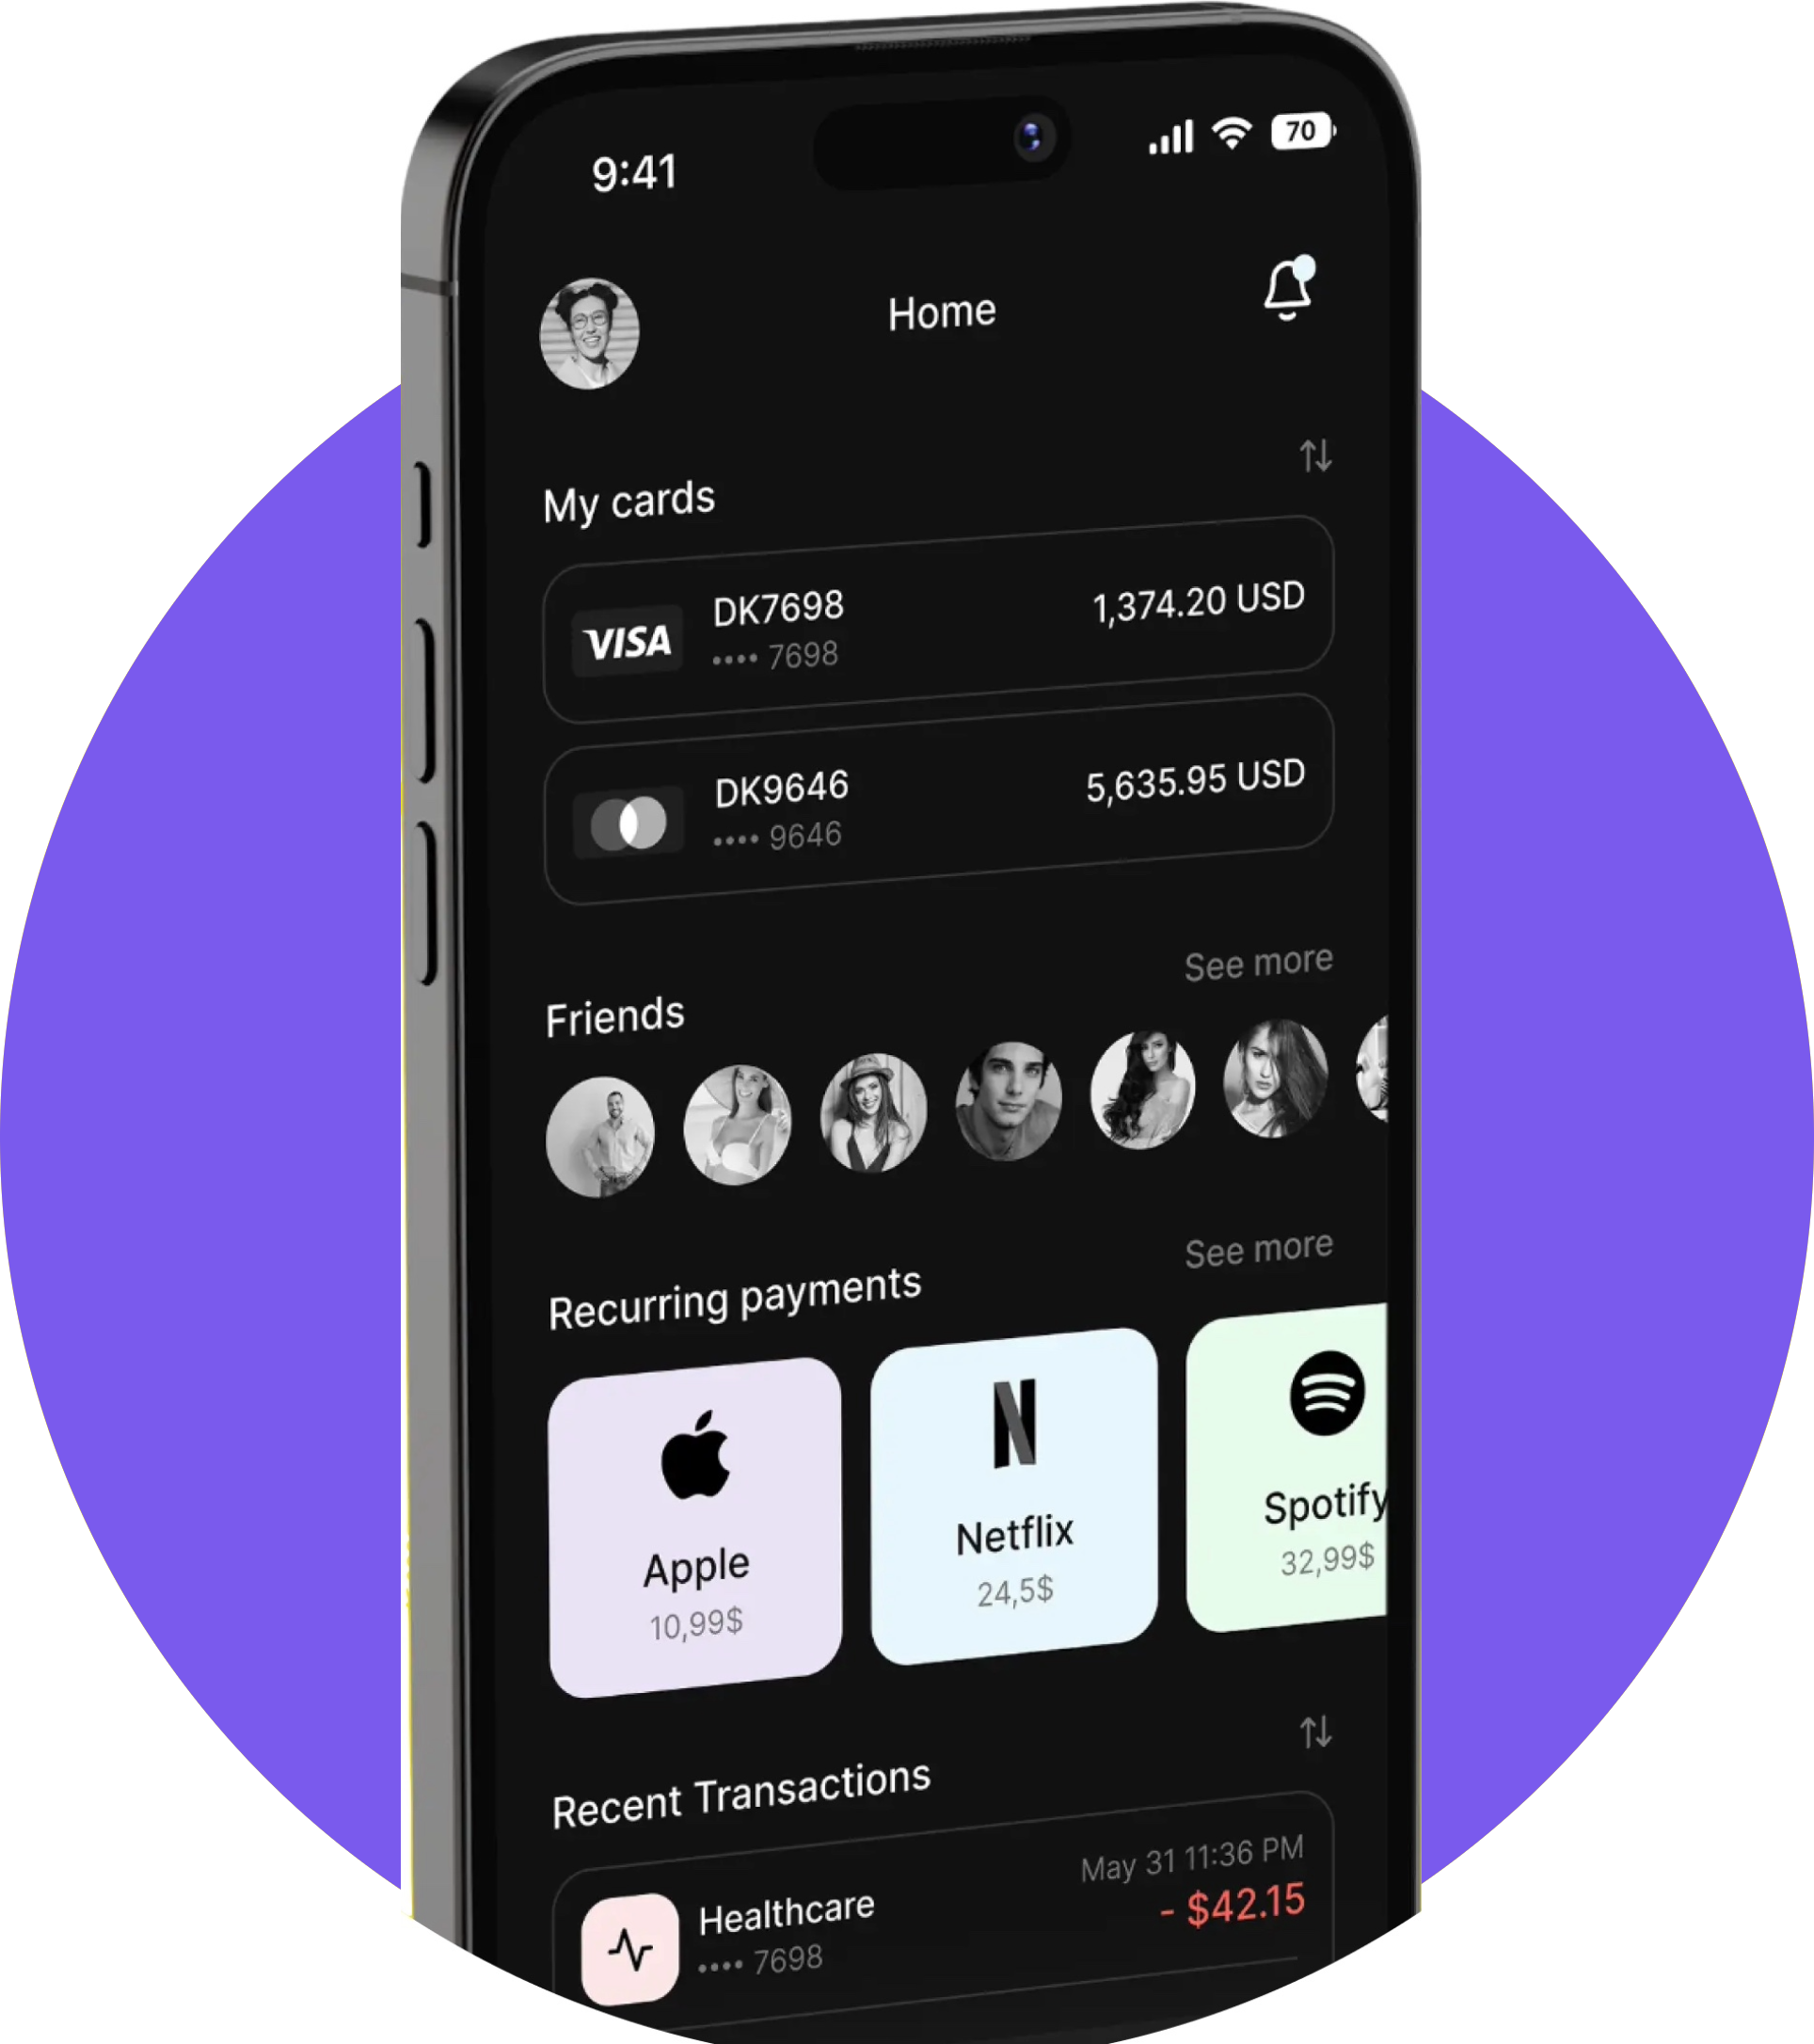 9:41
70
Home
My cards
VISA
DK7698
1,374.20 USD
•••• 7698
DK9646
5,635.95 USD
•••• 9646
See more
Friends
See more
Recurring payments
Apple
10,99$
Netflix
24,5$
Spotify
32,99$
Recent Transactions
May 31 11:36 PM
Healthcare
- $42.15
•••• 7698